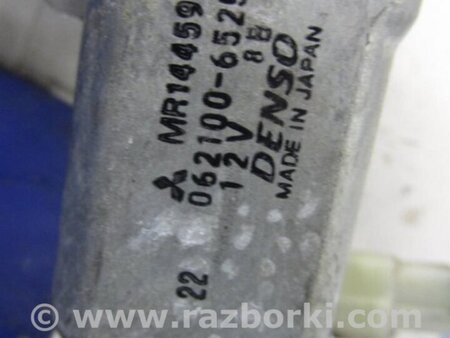 MR14459
062100-652
12V 8B
DENSO
MADE IN JAPAN
22
© www.razborki.com